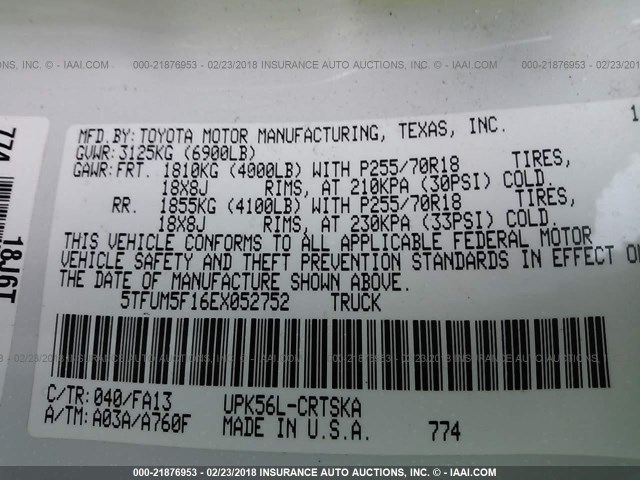 INC. - IAAI.COM 000-21876953 - 02/23/2018 INSURANCE AUTO AUCTIONS, INC. - IAAI.COM 000-21876953 - 02/23/2018
MFD.BY:TOYOTA MOTOR MANUFACTURING, TEXAS, INC.
GVWR:3125KG (6900LB)
GAWR:FRT. 1810KG (4000LB) WITH P255/70R18 TIRES,
18X8J RIMS, AT 210KPA (30PSI) COLD.
RR. 1855KG (4100LB) WITH P255/70R18 TIRES,
18X8J RIMS, AT 230KPA (33PSI) COLD.
THIS VEHICLE CONFORMS TO ALL APPLICABLE FEDERAL MOTOR
VEHICLE SAFETY AND THEFT PREVENTION STANDARDS IN EFFECT ON
THE DATE OF MANUFACTURE SHOWN ABOVE.
5TFUM5F16EX052752 TRUCK
C/TR:040/FA13 UPK56L-CRTSKA
A/TM:A03A/A760F MADE IN U.S.A. 774
774
18J6T
000-21876953 - 02/23/2018 INSURANCE AUTO AUCTIONS, INC. - IAAI.COM